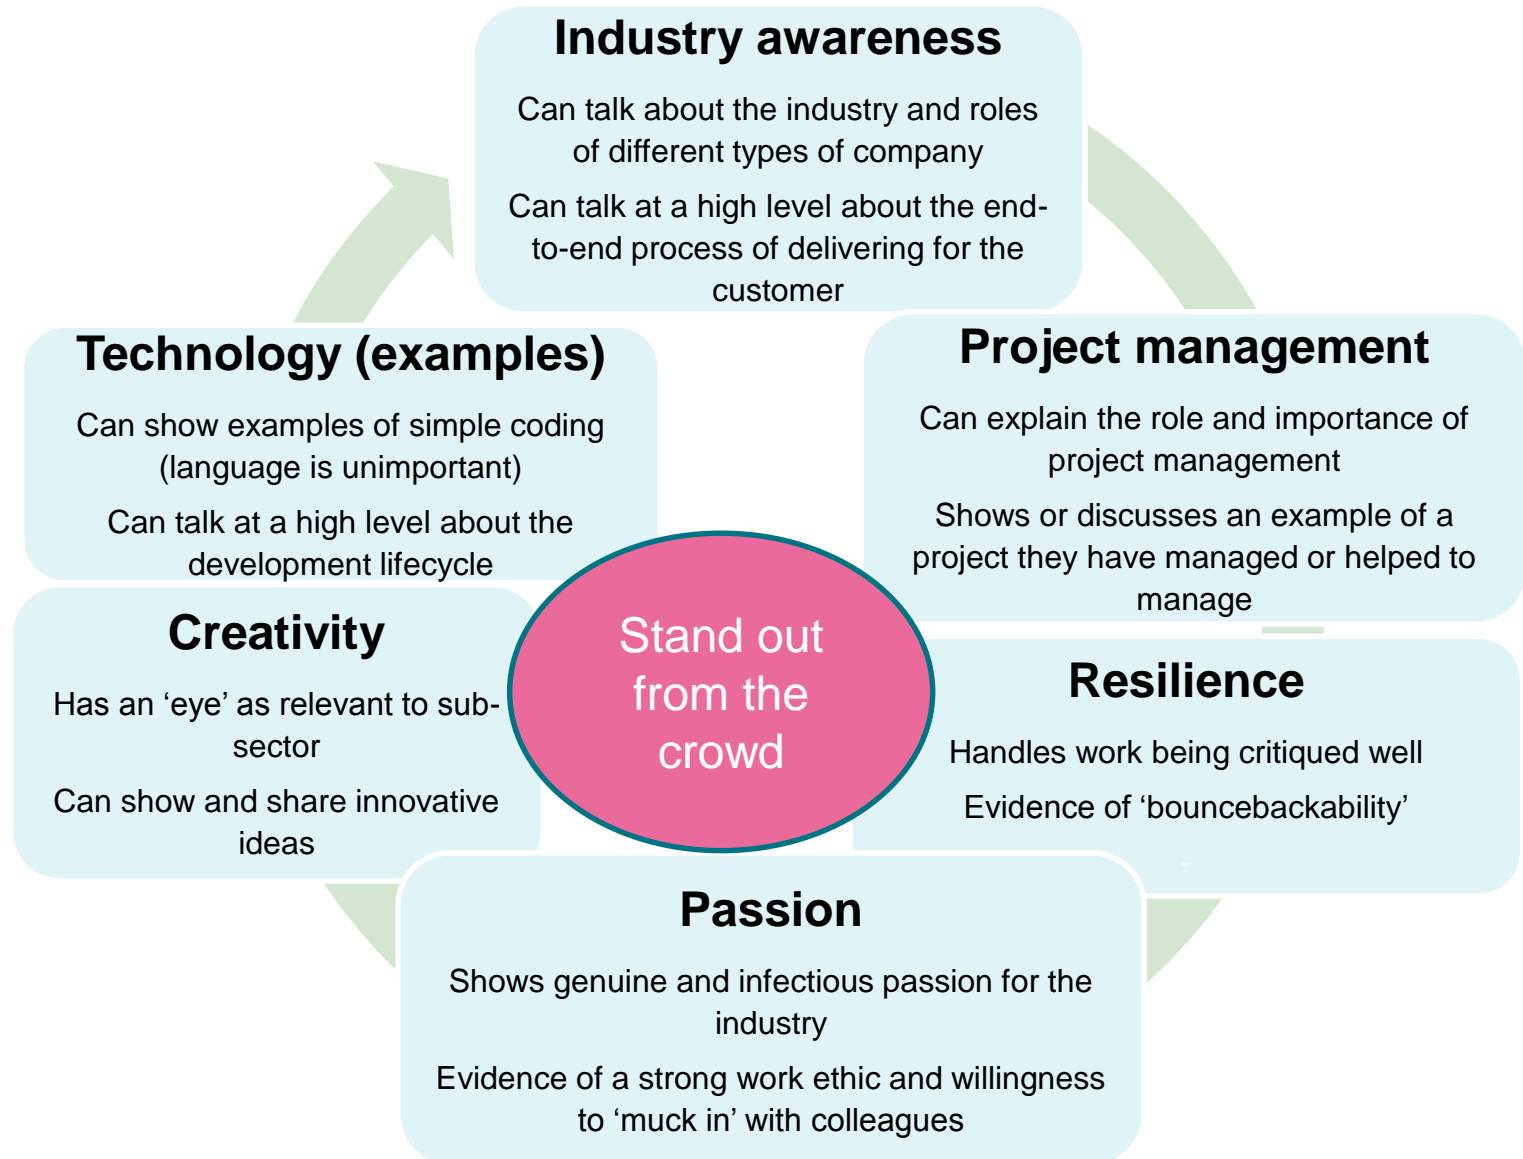 Industry awareness
Can talk about the industry and roles
of different types of company
Can talk at a high level about the end-
to-end process of delivering for the
customer
Project management
Can explain the role and importance of
project management
Shows or discusses an example of a
project they have managed or helped to
manage
Resilience
Handles work being critiqued well
Evidence of ‘bouncebackability’
-
Passion
Shows genuine and infectious passion for the
industry
Evidence of a strong work ethic and willingness
to ‘muck in’ with colleagues
Creativity
Has an ‘eye’ as relevant to sub-
sector
Can show and share innovative
ideas
Technology (examples)
Can show examples of simple coding
(language is unimportant)
Can talk at a high level about the
development lifecycle
Stand out
from the
crowd